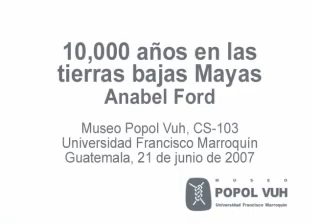 10,000 años en las
tierras bajas Mayas
Anabel Ford
Museo Popol Vuh, CS-103
Universidad Francisco Marroquín
Guatemala, 21 de junio de 2007
MUSEO
POPOL VUH
Universidad Francisco Marroquín